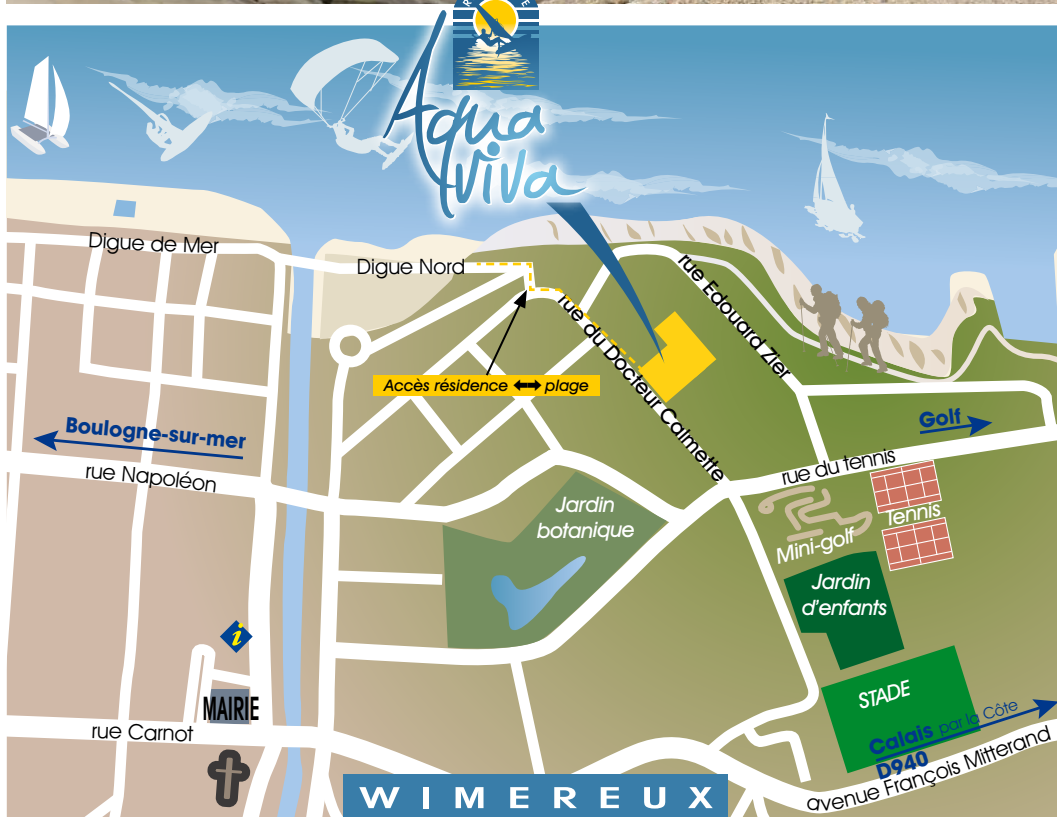 R E
Aqua
Viva
Digue de Mer
Digue Nord
rue Edouard Zier
rue du Docteur Calmette
Accès résidence ⟷ plage
Boulogne-sur-mer
Golf
rue Napoléon
rue du tennis
Jardin
botanique
Tennis
Mini-golf
Jardin
d'enfants
i
STADE
MAIRIE
rue Carnot
Calais par la Côte
D940
avenue François Mitterand
WIMEREUX